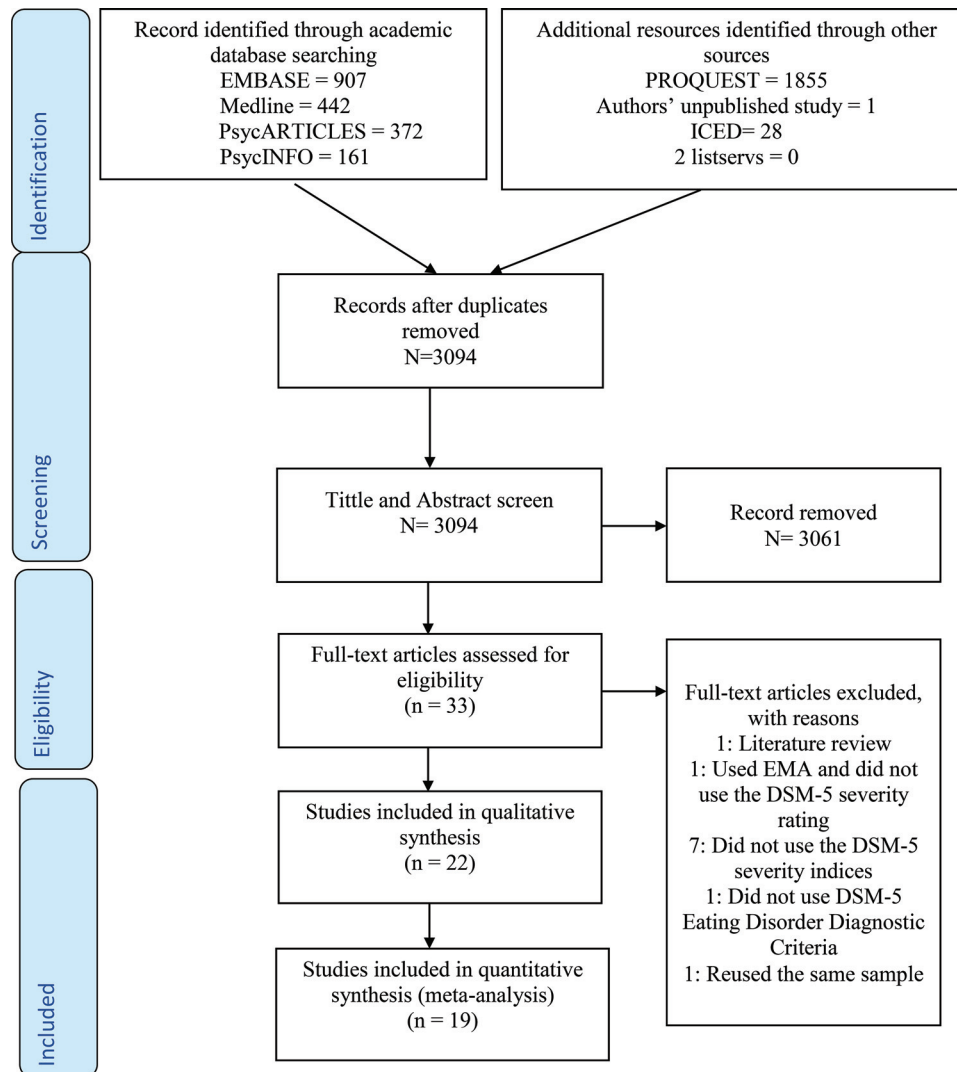 Identification
Record identified through academic
database searching
EMBASE = 907
Medline = 442
PsycARTICLES = 372
PsycINFO = 161
Additional resources identified through other
sources
PROQUEST = 1855
Authors' unpublished study = 1
ICED= 28
2 listservs = 0
Screening
Records after duplicates
removed
N=3094
Tittle and Abstract screen
N= 3094
Record removed
N= 3061
Eligibility
Full-text articles assessed for
eligibility
(n = 33)
Full-text articles excluded,
with reasons
1: Literature review
1: Used EMA and did not
use the DSM-5 severity
rating
7: Did not use the DSM-5
severity indices
1: Did not use DSM-5
Eating Disorder Diagnostic
Criteria
1: Reused the same sample
Included
Studies included in qualitative
synthesis
(n = 22)
Studies included in quantitative
synthesis (meta-analysis)
(n = 19)